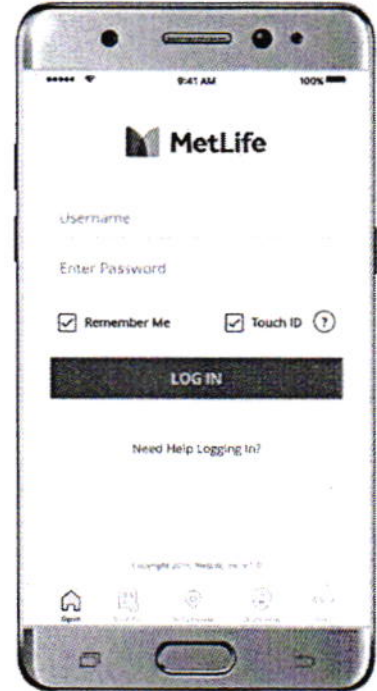 9:41 AM 100%
MetLife
Username
Enter Password
Remember Me Touch ID ?
LOG IN
Need Help Logging In?